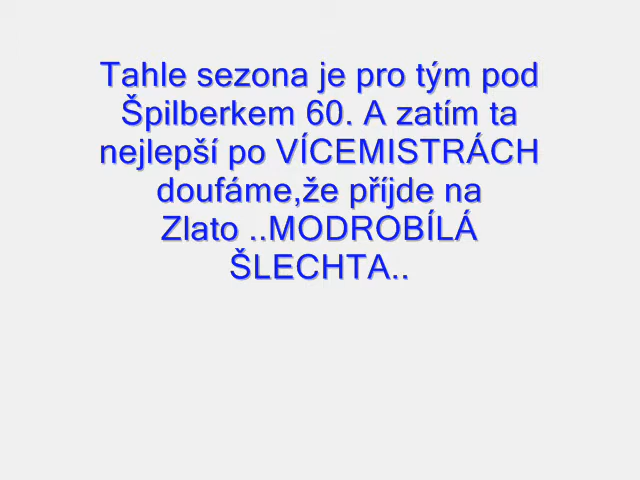 Tahle sezona je pro tým pod
Špilberkem 60. A zatím ta
nejlepší po VÍCEMISTRÁCH
doufáme,že příjde na
Zlato ..MODROBÍLÁ
ŠLECHTA..